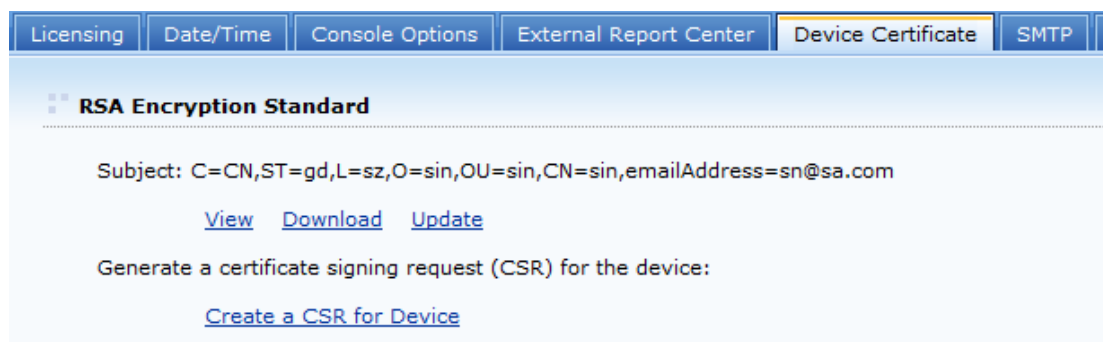 Licensing Date/Time Console Options External Report Center Device Certificate SMTP
RSA Encryption Standard
Subject: C=CN,ST=gd,L=sz,O=sin,OU=sin,CN=sin,emailAddress=sn@sa.com
View Download Update
Generate a certificate signing request (CSR) for the device:
Create a CSR for Device